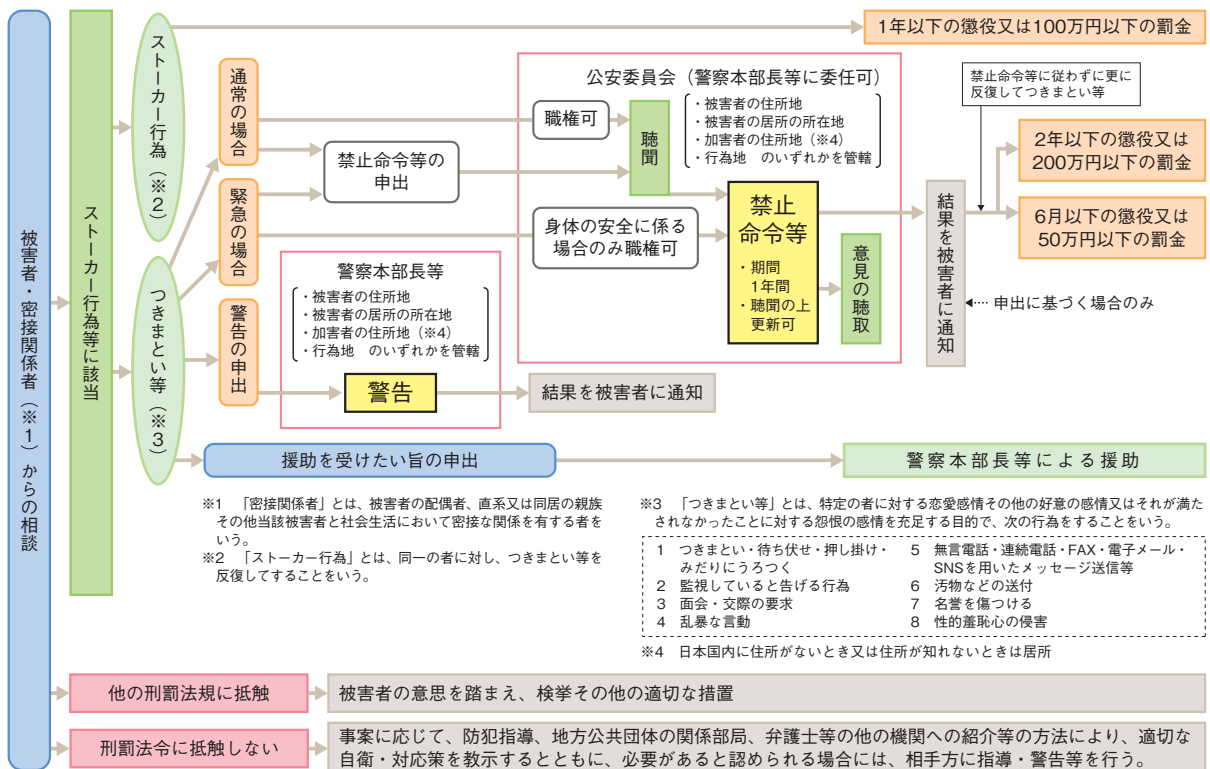 被害者・密接関係者(※1)からの相談
ストーカー行為等に該当
ストーカー行為(※2)
つきまとい等(※3)
1年以下の懲役又は100万円以下の罰金
通常の場合
緊急の場合
警告の申出
禁止命令等の
申出
公安委員会(警察本部長等に委任可)
・被害者の住所地
・被害者の居所の所在地
・加害者の住所地(※4)
・行為地 のいずれかを管轄
職権可
聴聞
身体の安全に係る
場合のみ職権可
禁止
命令等
・期間
1年間
・聴聞の上
更新可
意見の聴取
禁止命令等に従わずに更に
反復してつきまとい等
2年以下の懲役又は
200万円以下の罰金
6月以下の懲役又は
50万円以下の罰金
結果を被害者に通知
申出に基づく場合のみ
警察本部長等
・被害者の住所地
・被害者の居所の所在地
・加害者の住所地(※4)
・行為地 のいずれかを管轄
警告
結果を被害者に通知
援助を受けたい旨の申出
警察本部長等による援助
※1 「密接関係者」とは、被害者の配偶者、直系又は同居の親族
その他当該被害者と社会生活において密接な関係を有する者を
いう。
※2 「ストーカー行為」とは、同一の者に対し、つきまとい等を
反復してすることをいう。
※3 「つきまとい等」とは、特定の者に対する恋愛感情その他の好意の感情又はそれが満た
されなかったことに対する怨恨の感情を充足する目的で、次の行為をすることをいう。
1 つきまとい・待ち伏せ・押し掛け・
みだりにうろつく
2 監視していると告げる行為
3 面会・交際の要求
4 乱暴な言動
5 無言電話・連続電話・FAX・電子メール・
SNSを用いたメッセージ送信等
6 汚物などの送付
7 名誉を傷つける
8 性的羞恥心の侵害
※4 日本国内に住所がないとき又は住所が知れないときは居所
他の刑罰法規に抵触
被害者の意思を踏まえ、検挙その他の適切な措置
刑罰法令に抵触しない
事案に応じて、防犯指導、地方公共団体の関係部局、弁護士等の他の機関への紹介等の方法により、適切な
自衛・対応策を教示するとともに、必要があると認められる場合には、相手方に指導・警告等を行う。